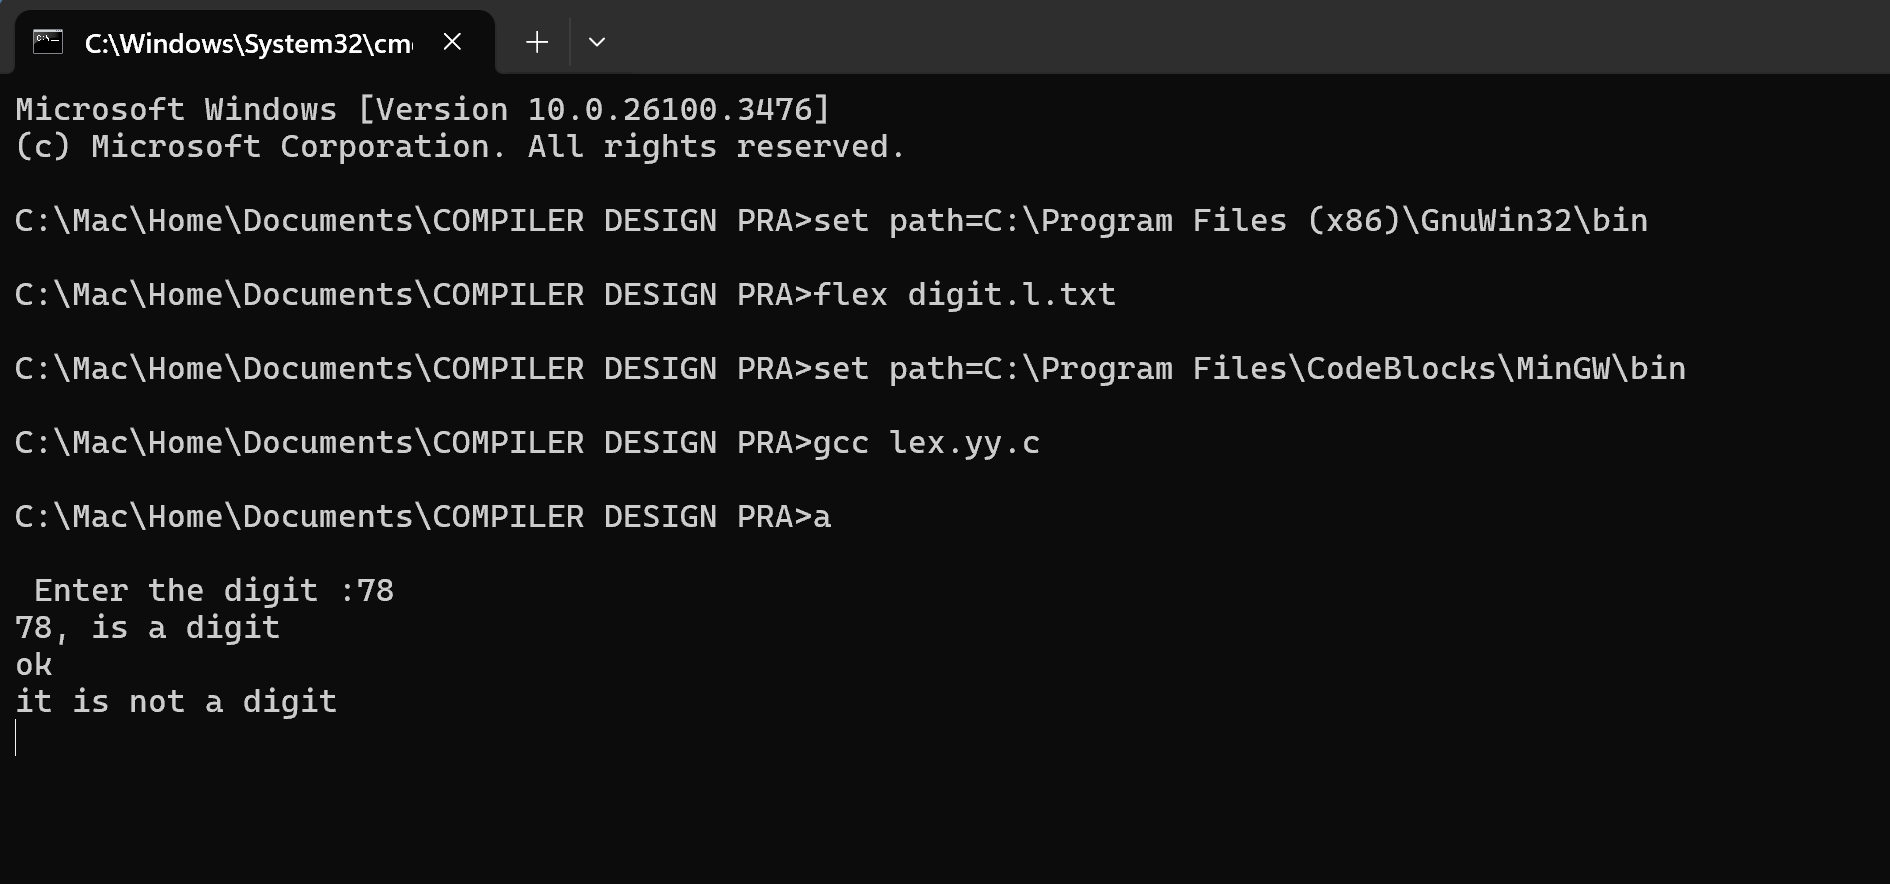 C:\Windows\System32\cm
Microsoft Windows [Version 10.0.26100.3476]
(c) Microsoft Corporation. All rights reserved.
C:\Mac\Home\Documents\COMPILER DESIGN PRA>set path=C:\Program Files (x86)\GnuWin32\bin
C:\Mac\Home\Documents\COMPILER DESIGN PRA>flex digit.l.txt
C:\Mac\Home\Documents\COMPILER DESIGN PRA>set path=C:\Program Files\CodeBlocks\MinGW\bin
C:\Mac\Home\Documents\COMPILER DESIGN PRA>gcc lex.yy.c
C:\Mac\Home\Documents\COMPILER DESIGN PRA>a
Enter the digit :78
78, is a digit
ok
it is not a digit